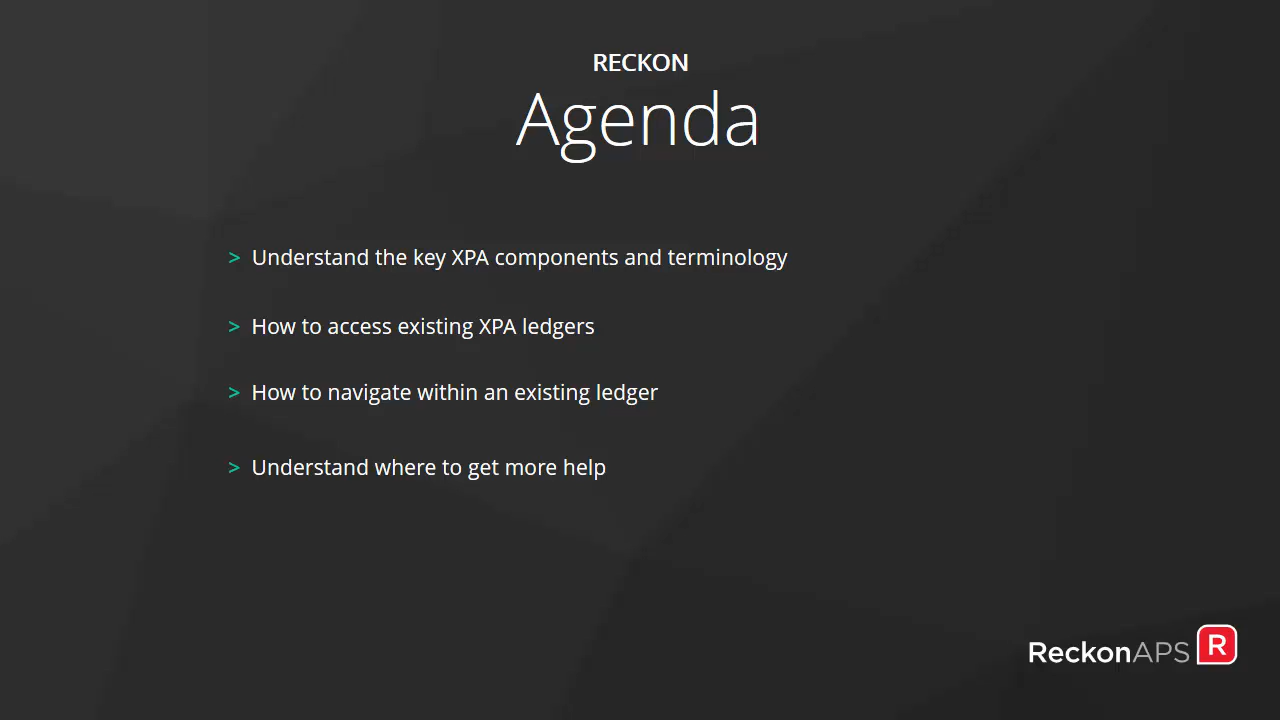 RECKON
Agenda
> Understand the key XPA components and terminology
> How to access existing XPA ledgers
> How to navigate within an existing ledger
> Understand where to get more help
ReckonAPS R